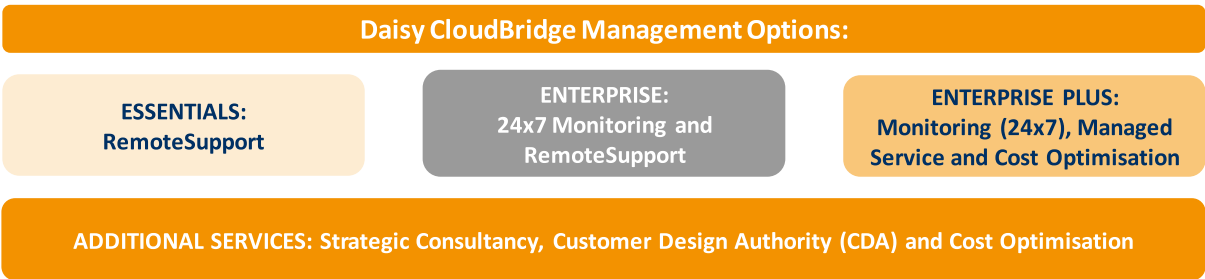 Daisy CloudBridge Management Options:
ESSENTIALS:
RemoteSupport
ENTERPRISE:
24x7 Monitoring and
RemoteSupport
ENTERPRISE PLUS:
Monitoring (24x7), Managed
Service and Cost Optimisation
ADDITIONAL SERVICES: Strategic Consultancy, Customer Design Authority (CDA) and Cost Optimisation